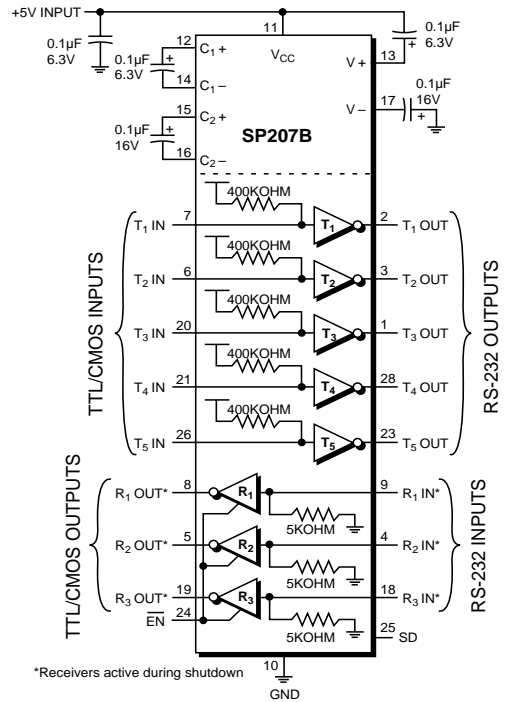 +5V INPUT
0.1µF
6.3V
0.1µF
6.3V
12
C1+
14
C1–
0.1µF
16V
15
C2+
16
C2–
11
VCC
V+
13
0.1µF
6.3V
V–
17
0.1µF
16V
SP207B
TTL/CMOS INPUTS
RS-232 OUTPUTS
400KOHM
T1 IN
7
T1
2
T1 OUT
400KOHM
T2 IN
6
T2
3
T2 OUT
400KOHM
T3 IN
20
T3
1
T3 OUT
400KOHM
T4 IN
21
T4
28
T4 OUT
400KOHM
T5 IN
26
T5
23
T5 OUT
TTL/CMOS OUTPUTS
RS-232 INPUTS
R1 OUT*
8
R1
9
R1 IN*
5KOHM
R2 OUT*
5
R2
4
R2 IN*
5KOHM
R3 OUT*
19
R3
18
R3 IN*
5KOHM
EN
24
25
SD
10
GND
*Receivers active during shutdown